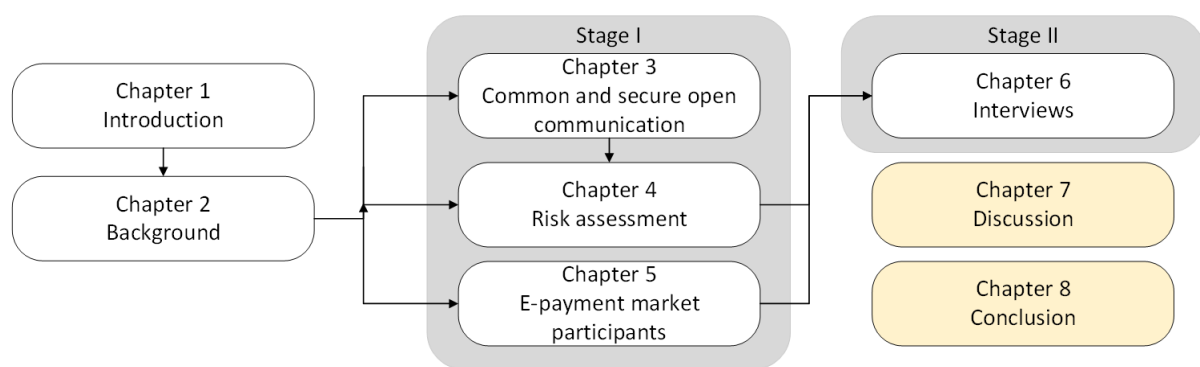 Chapter 1
Introduction
Chapter 2
Background
Stage I
Chapter 3
Common and secure open
communication
Chapter 4
Risk assessment
Chapter 5
E-payment market
participants
Stage II
Chapter 6
Interviews
Chapter 7
Discussion
Chapter 8
Conclusion